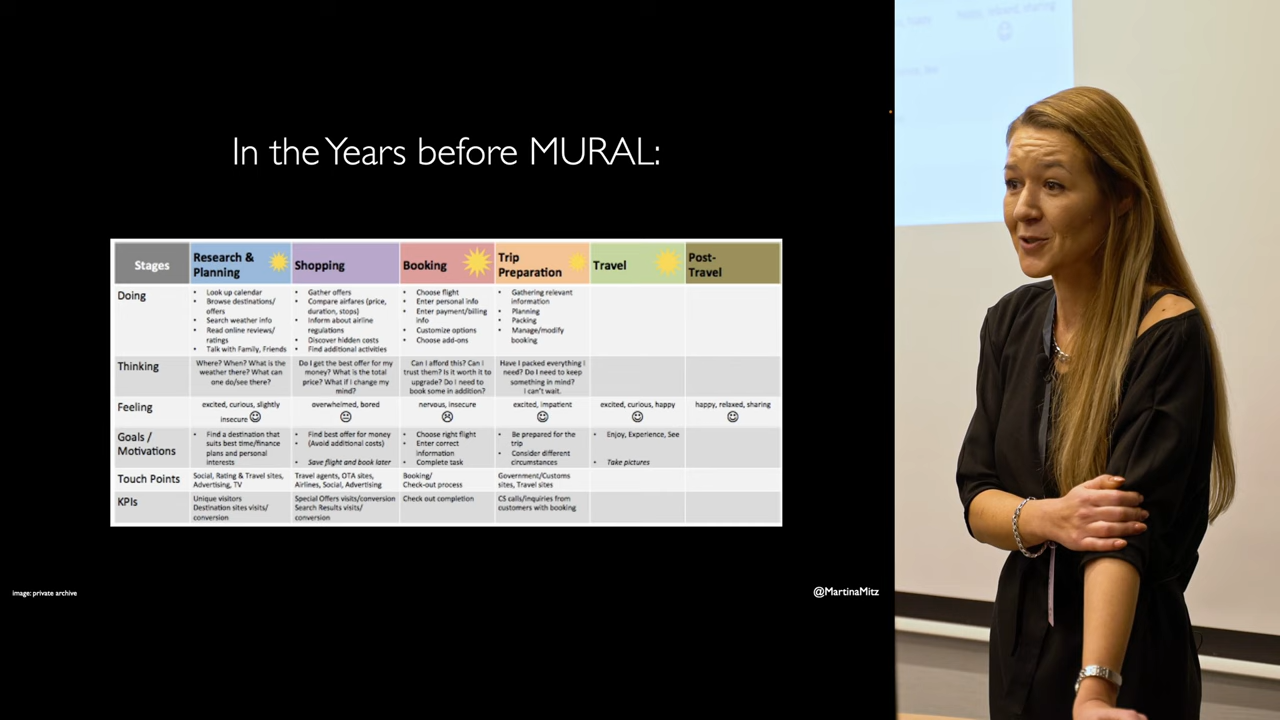 In the Years before MURAL:
Stages
Research &
Planning
Shopping
Booking
Trip
Preparation
Travel
Post-
Travel
Doing
• Look up calendar
• Browse destinations/
offers
• Search weather info
• Read online reviews/
ratings
• Talk with Family, Friends
• Gather offers
• Compare airfares (price,
duration, stops)
• Inform about airline
regulations
• Discover hidden costs
• Find additional activities
• Choose flight
• Enter personal info
• Enter payment/billing
info
• Customize options
• Choose add-ons
• Gathering relevant
information
• Planning
• Packing
• Manage/modify
booking
Thinking
Where? When? What is the
weather there? What can
one do/see there?
Do I get the best offer for my
money? What is the total
price? What if I change my
mind?
Can I afford this? Can I
trust them? Is it worth it to
upgrade? Do I need to
book some in addition?
Have I packed everything I
need? Do I need to keep
something in mind?
I can't wait.
Feeling
excited, curious, slightly
insecure
overwhelmed, bored
nervous, insecure
excited, impatient
excited, curious, happy
happy, relaxed, sharing
Goals /
Motivations
• Find a destination that
suits best time/finance
plans and personal
interests
• Find best offer for money
• (Avoid additional costs)
• Save flight and book later
• Choose right flight
• Enter correct
information
• Complete task
• Be prepared for the
trip
• Consider different
circumstances
• Enjoy, Experience, See
• Take pictures
Touch Points
Social, Rating & Travel sites,
Advertising, TV
Travel agents, OTA sites,
Airlines, Social, Advertising
Booking/
Check-out process
Government/Customs
sites, Travel sites
KPIs
Unique visitors
Destination sites visits/
conversion
Special Offers visits/conversion
Search Results visits/
conversion
Check out completion
CS calls/inquiries from
customers with booking
image: private archive
@MartinaMitz